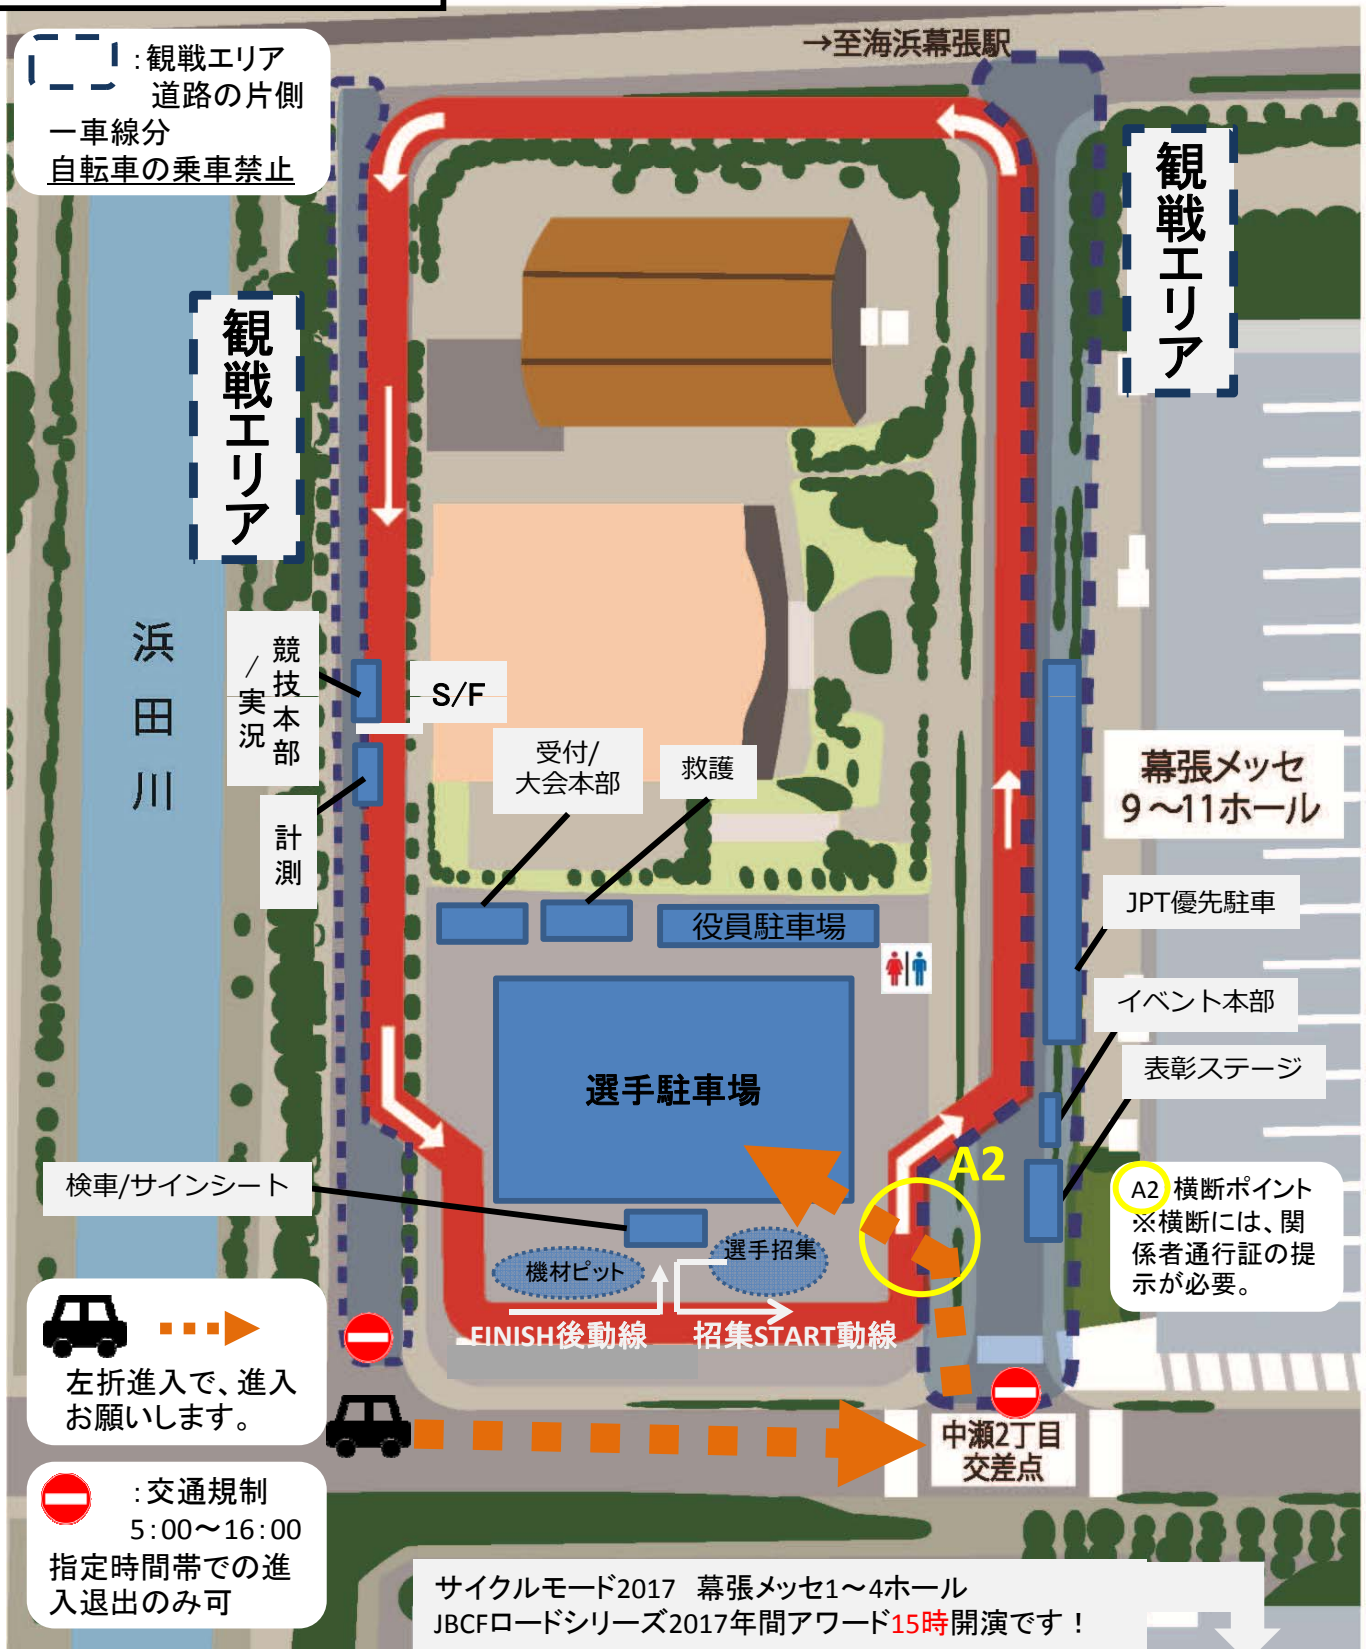 →至海浜幕張駅
：観戦エリア
道路の片側
一車線分
自転車の乗車禁止
観戦エリア
観戦エリア
浜田川
競技本部
/実況
S/F
計測
受付/
大会本部
救護
幕張メッセ
9～11ホール
役員駐車場
JPT優先駐車
イベント本部
表彰ステージ
選手駐車場
A2
検車/サインシート
A2 横断ポイント
※横断には、関
係者通行証の提
示が必要。
選手招集
機材ピット
FINISH後動線
招集START動線
左折進入で、進入
お願いします。
中瀬2丁目
交差点
：交通規制
5：00～16：00
指定時間帯での進
入退出のみ可
サイクルモード2017 幕張メッセ1～4ホール
JBCFロードシリーズ2017年間アワード15時開演です！